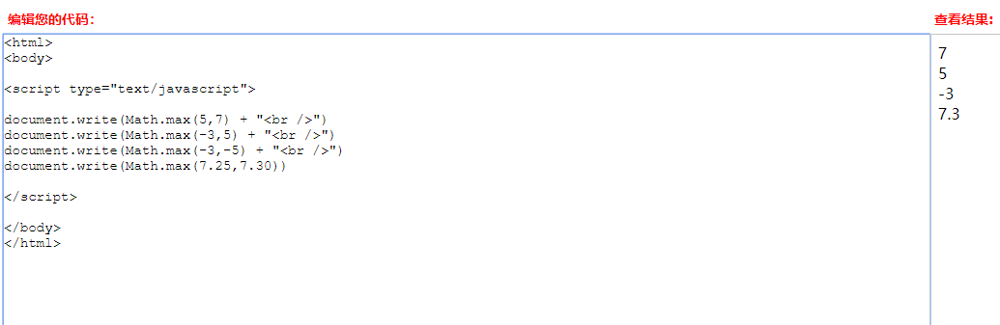 编辑您的代码：
查看结果:
<html>
<body>
<script type="text/javascript">
document.write(Math.max(5,7) + "<br />")
document.write(Math.max(-3,5) + "<br />")
document.write(Math.max(-3,-5) + "<br />")
document.write(Math.max(7.25,7.30))
</script>
</body>
</html>
7
5
-3
7.3